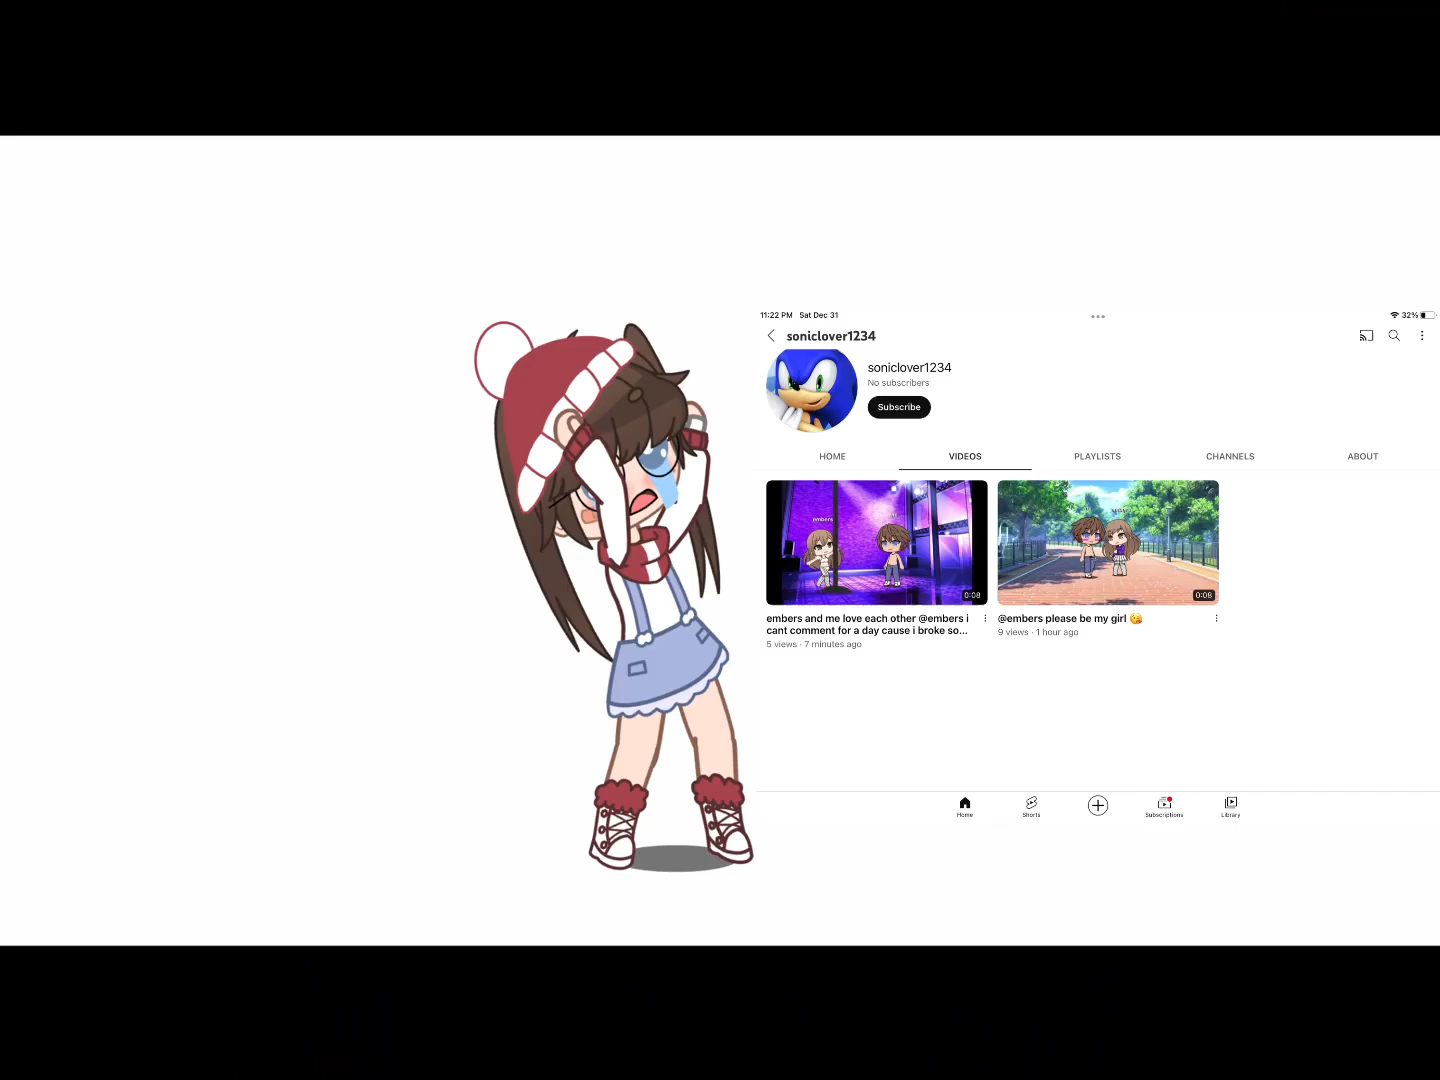 11:22 PM Sat Dec 31
32%
soniclover1234
soniclover1234
No subscribers
Subscribe
HOME VIDEOS PLAYLISTS CHANNELS ABOUT
embers
0:08
0:06
embers and me love each other @embers i
cant comment for a day cause i broke so...
5 views · 7 minutes ago
@embers please be my girl 😘
9 views · 1 hour ago
Home Shorts Subscriptions Library